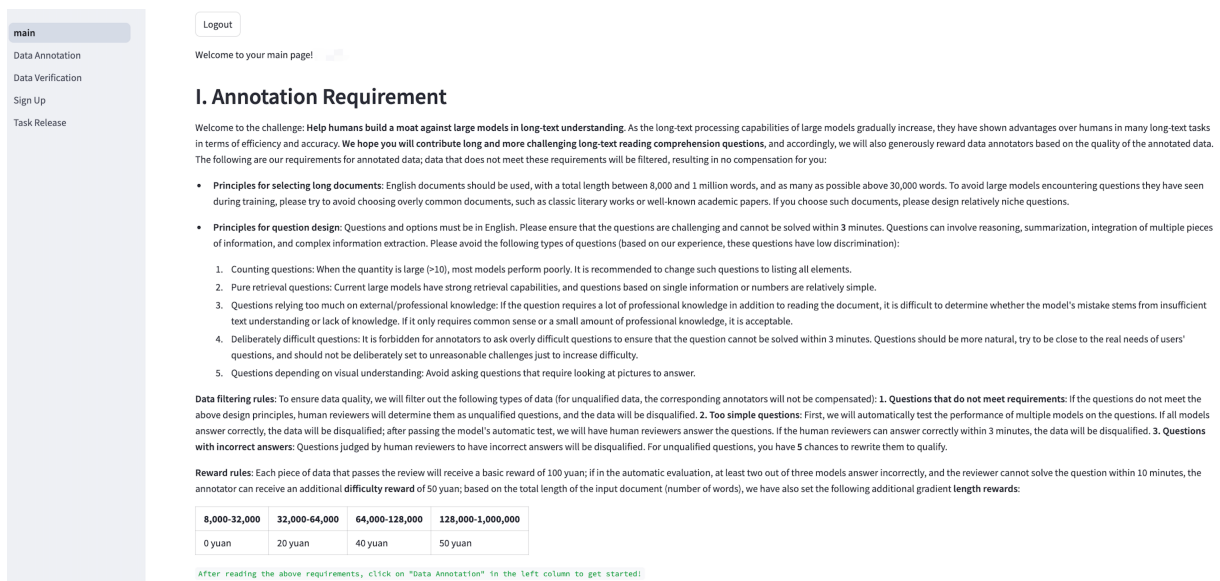 main
Data Annotation
Data Verification
Sign Up
Task Release
Logout
Welcome to your main page!
I. Annotation Requirement
Welcome to the challenge: Help humans build a moat against large models in long-text understanding. As the long-text processing capabilities of large models gradually increase, they have shown advantages over humans in many long-text tasks
in terms of efficiency and accuracy. We hope you will contribute long and more challenging long-text reading comprehension questions, and accordingly, we will also generously reward data annotators based on the quality of the annotated data.
The following are our requirements for annotated data; data that does not meet these requirements will be filtered, resulting in no compensation for you:
• Principles for selecting long documents: English documents should be used, with a total length between 8,000 and 1 million words, and as many as possible above 30,000 words. To avoid large models encountering questions they have seen
during training, please try to avoid choosing overly common documents, such as classic literary works or well-known academic papers. If you choose such documents, please design relatively niche questions.
• Principles for question design: Questions and options must be in English. Please ensure that the questions are challenging and cannot be solved within 3 minutes. Questions can involve reasoning, summarization, integration of multiple pieces
of information, and complex information extraction. Please avoid the following types of questions (based on our experience, these questions have low discrimination):
1. Counting questions: When the quantity is large (>10), most models perform poorly. It is recommended to change such questions to listing all elements.
2. Pure retrieval questions: Current large models have strong retrieval capabilities, and questions based on single information or numbers are relatively simple.
3. Questions relying too much on external/professional knowledge: If the question requires a lot of professional knowledge in addition to reading the document, it is difficult to determine whether the model's mistake stems from insufficient
text understanding or lack of knowledge. If it only requires common sense or a small amount of professional knowledge, it is acceptable.
4. Deliberately difficult questions: It is forbidden for annotators to ask overly difficult questions to ensure that the question cannot be solved within 3 minutes. Questions should be more natural, try to be close to the real needs of users'
questions, and should not be deliberately set to unreasonable challenges just to increase difficulty.
5. Questions depending on visual understanding: Avoid asking questions that require looking at pictures to answer.
Data filtering rules: To ensure data quality, we will filter out the following types of data (for unqualified data, the corresponding annotators will not be compensated): 1. Questions that do not meet requirements: If the questions do not meet the
above design principles, human reviewers will determine them as unqualified questions, and the data will be disqualified. 2. Too simple questions: First, we will automatically test the performance of multiple models on the questions. If all models
answer correctly, the data will be disqualified; after passing the model's automatic test, we will have human reviewers answer the questions. If the human reviewers can answer correctly within 3 minutes, the data will be disqualified. 3. Questions
with incorrect answers: Questions judged by human reviewers to have incorrect answers will be disqualified. For unqualified questions, you have 5 chances to rewrite them to qualify.
Reward rules: Each piece of data that passes the review will receive a basic reward of 100 yuan; if in the automatic evaluation, at least two out of three models answer incorrectly, and the reviewer cannot solve the question within 10 minutes, the
annotator can receive an additional difficulty reward of 50 yuan; based on the total length of the input document (number of words), we have also set the following additional gradient length rewards:
8,000-32,000 32,000-64,000 64,000-128,000 128,000-1,000,000
0 yuan 20 yuan 40 yuan 50 yuan
After reading the above requirements, click on "Data Annotation" in the left column to get started!